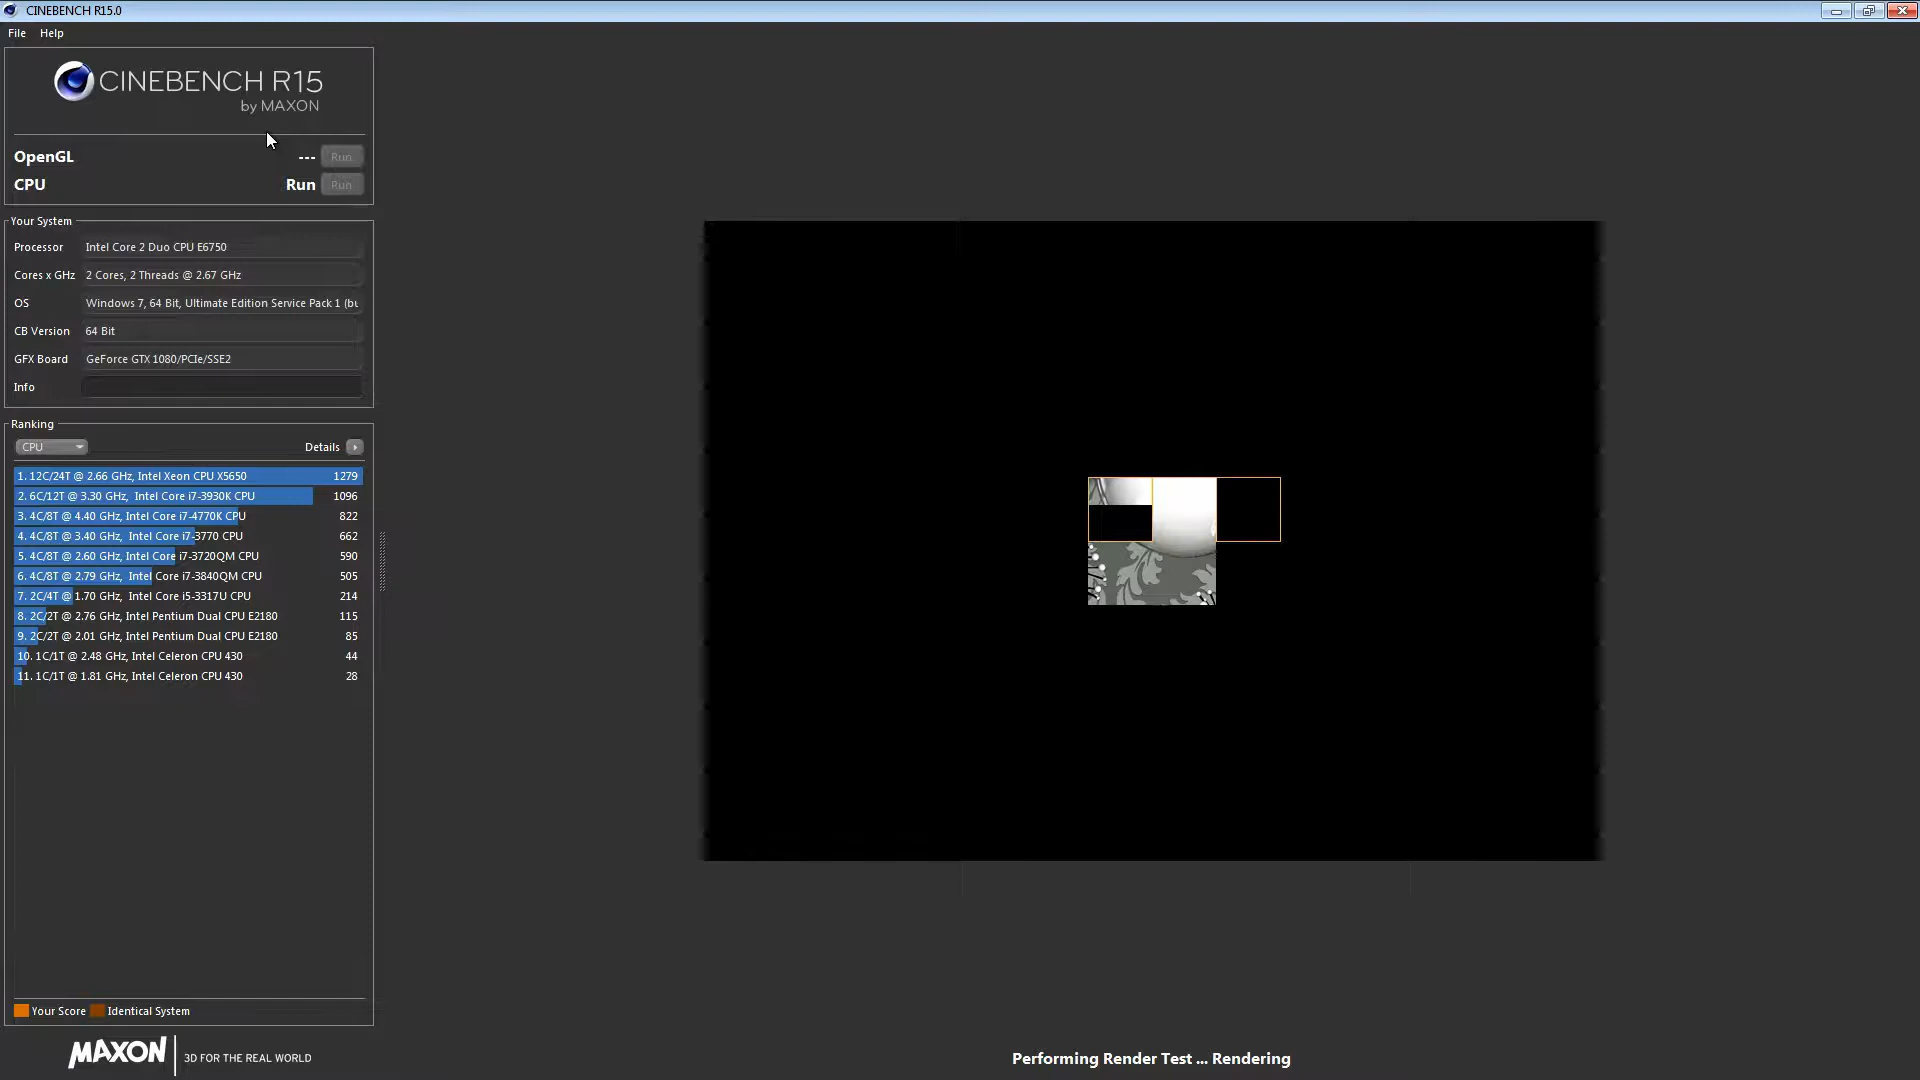 CINEBENCH R15.0
File Help
CINEBENCH R15
by MAXON
OpenGL --- Run
CPU Run Run
Your System
Processor Intel Core 2 Duo CPU E6750
Cores x GHz 2 Cores, 2 Threads @ 2.67 GHz
OS Windows 7, 64 Bit, Ultimate Edition Service Pack 1 (bu
CB Version 64 Bit
GFX Board GeForce GTX 1080/PCIe/SSE2
Info
Ranking
CPU Details
1. 12C/24T @ 2.66 GHz, Intel Xeon CPU X5650 1279
2. 6C/12T @ 3.30 GHz, Intel Core i7-3930K CPU 1096
3. 4C/8T @ 4.40 GHz, Intel Core i7-4770K CPU 822
4. 4C/8T @ 3.40 GHz, Intel Core i7-3770 CPU 662
5. 4C/8T @ 2.60 GHz, Intel Core i7-3720QM CPU 590
6. 4C/8T @ 2.79 GHz, Intel Core i7-3840QM CPU 505
7. 2C/4T @ 1.70 GHz, Intel Core i5-3317U CPU 214
8. 2C/2T @ 2.76 GHz, Intel Pentium Dual CPU E2180 115
9. 2C/2T @ 2.01 GHz, Intel Pentium Dual CPU E2180 85
10. 1C/1T @ 2.48 GHz, Intel Celeron CPU 430 44
11. 1C/1T @ 1.81 GHz, Intel Celeron CPU 430 28
Your Score Identical System
MAXON 3D FOR THE REAL WORLD
Performing Render Test ... Rendering